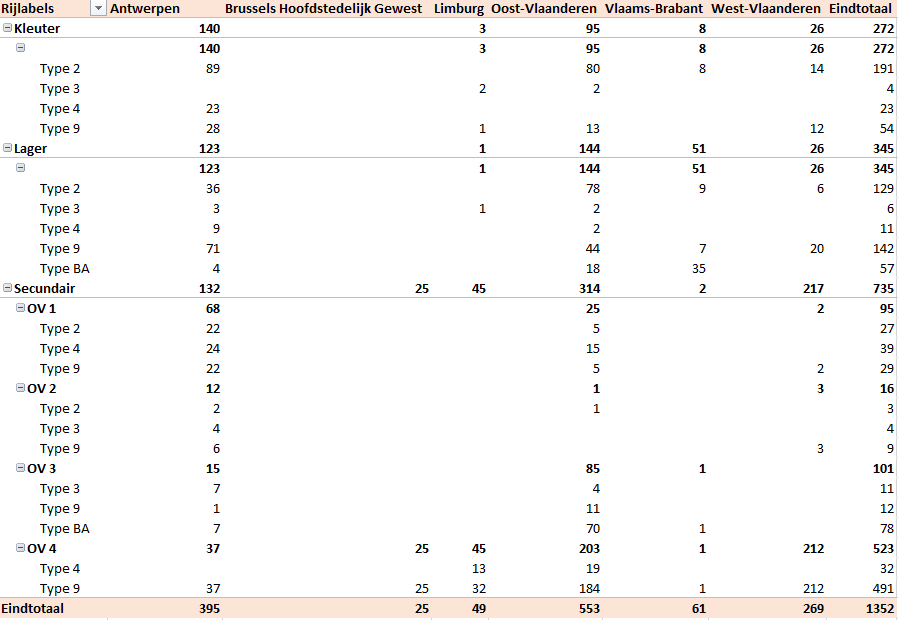 Rijlabels Antwerpen Brussels Hoofdstedelijk Gewest Limburg Oost-Vlaanderen Vlaams-Brabant West-Vlaanderen Eindtotaal
Kleuter 140 3 95 8 26 272
140 3 95 8 26 272
Type 2 89 80 8 14 191
Type 3 2 2 4
Type 4 23 23
Type 9 28 1 13 12 54
Lager 123 1 144 51 26 345
123 1 144 51 26 345
Type 2 36 78 9 6 129
Type 3 3 1 2 6
Type 4 9 2 11
Type 9 71 44 7 20 142
Type BA 4 18 35 57
Secundair 132 25 45 314 2 217 735
OV 1 68 25 2 95
Type 2 22 5 27
Type 4 24 15 39
Type 9 22 5 2 29
OV 2 12 1 3 16
Type 2 2 1 3
Type 3 4 4
Type 9 6 3 9
OV 3 15 85 1 101
Type 3 7 4 11
Type 9 1 11 12
Type BA 7 70 1 78
OV 4 37 25 45 203 1 212 523
Type 4 13 19 32
Type 9 37 25 32 184 1 212 491
Eindtotaal 395 25 49 553 61 269 1352